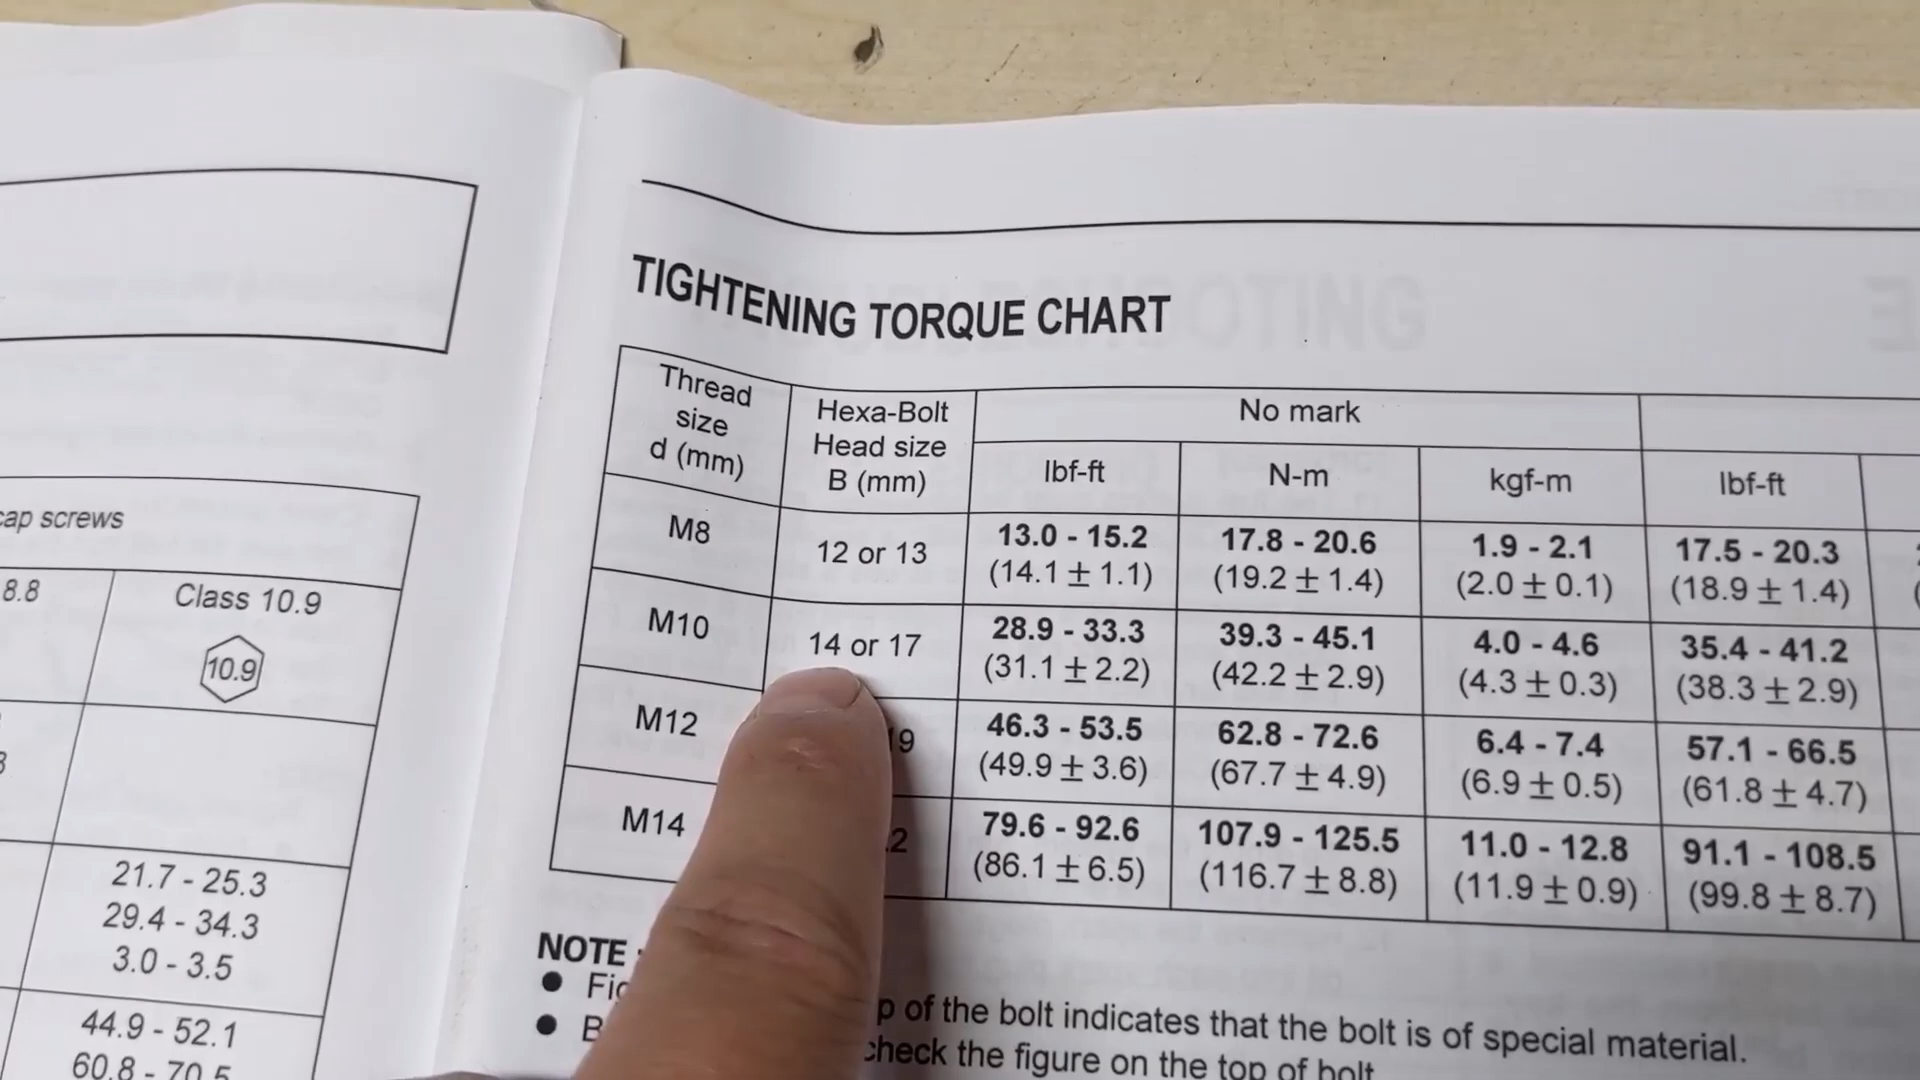 cap screws
8.8
Class 10.9
10.9
21.7 - 25.3
29.4 - 34.3
3.0 - 3.5
44.9 - 52.1
60.8 - 70.5
TIGHTENING TORQUE CHART
Thread size d (mm)
Hexa-Bolt Head size B (mm)
No mark
lbf-ft N-m kgf-m lbf-ft
M8 12 or 13 13.0 - 15.2 17.8 - 20.6 1.9 - 2.1 17.5 - 20.3
(14.1 ± 1.1) (19.2 ± 1.4) (2.0 ± 0.1) (18.9 ± 1.4)
M10 14 or 17 28.9 - 33.3 39.3 - 45.1 4.0 - 4.6 35.4 - 41.2
(31.1 ± 2.2) (42.2 ± 2.9) (4.3 ± 0.3) (38.3 ± 2.9)
M12 46.3 - 53.5 62.8 - 72.6 6.4 - 7.4 57.1 - 66.5
(49.9 ± 3.6) (67.7 ± 4.9) (6.9 ± 0.5) (61.8 ± 4.7)
M14 79.6 - 92.6 107.9 - 125.5 11.0 - 12.8 91.1 - 108.5
(86.1 ± 6.5) (116.7 ± 8.8) (11.9 ± 0.9) (99.8 ± 8.7)
NOTE
of the bolt indicates that the bolt is of special material.
check the figure on the top of bolt